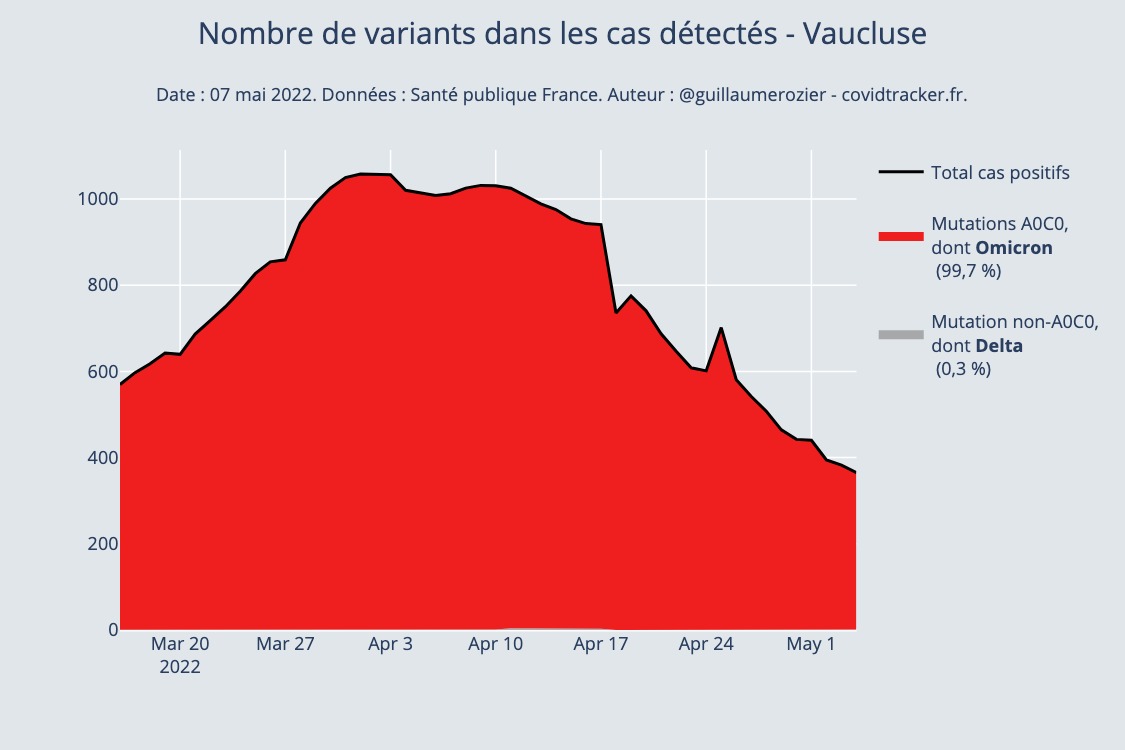 Nombre de variants dans les cas détectés - Vaucluse
Date : 07 mai 2022. Données : Santé publique France. Auteur : @guillaumerozier - covidtracker.fr.
Total cas positifs
Mutations A0C0,
dont Omicron
(99,7 %)
Mutation non-A0C0,
dont Delta
(0,3 %)
1000
800
600
400
200
0
Mar 20
2022
Mar 27
Apr 3
Apr 10
Apr 17
Apr 24
May 1